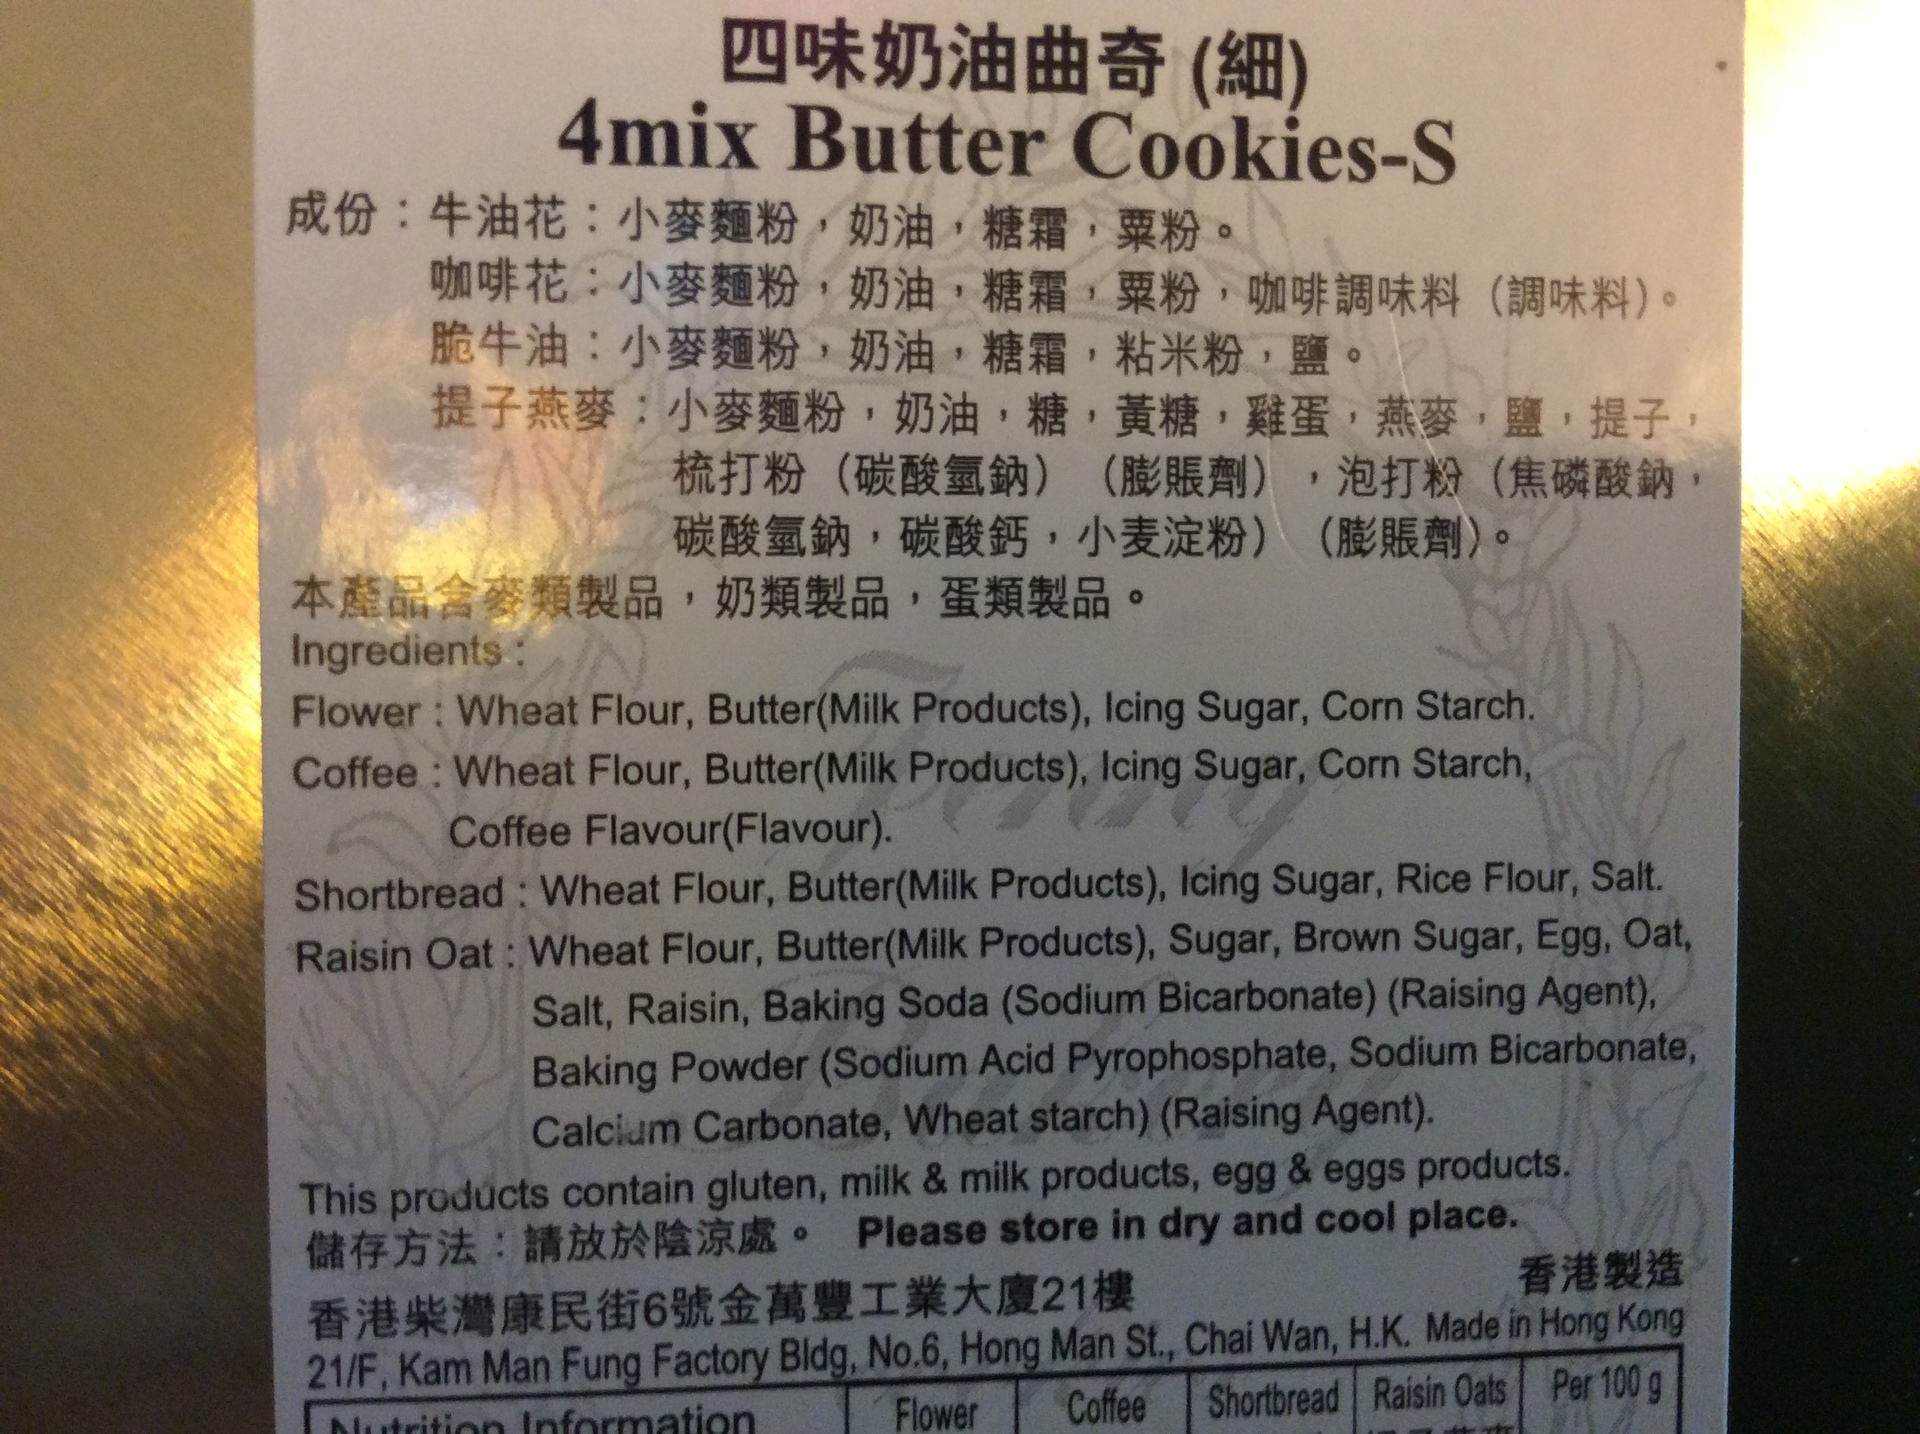 四味奶油曲奇 (細)
4mix Butter Cookies-S
成份：牛油花：小麥麵粉，奶油，糖霜，粟粉。
咖啡花：小麥麵粉，奶油，糖霜，粟粉，咖啡調味料（調味料）。
脆牛油：小麥麵粉，奶油，糖霜，粘米粉，鹽。
提子燕麥：小麥麵粉，奶油，糖，黃糖，雞蛋，燕麥，鹽，提子，
梳打粉（碳酸氫鈉）（膨脹劑），泡打粉（焦磷酸鈉，
碳酸氫鈉，碳酸鈣，小麦淀粉）（膨脹劑）。
本產品含麥類製品，奶類製品，蛋類製品。
Ingredients :
Flower : Wheat Flour, Butter(Milk Products), Icing Sugar, Corn Starch.
Coffee : Wheat Flour, Butter(Milk Products), Icing Sugar, Corn Starch,
Coffee Flavour(Flavour).
Shortbread : Wheat Flour, Butter(Milk Products), Icing Sugar, Rice Flour, Salt.
Raisin Oat : Wheat Flour, Butter(Milk Products), Sugar, Brown Sugar, Egg, Oat,
Salt, Raisin, Baking Soda (Sodium Bicarbonate) (Raising Agent),
Baking Powder (Sodium Acid Pyrophosphate, Sodium Bicarbonate,
Calcium Carbonate, Wheat starch) (Raising Agent).
This products contain gluten, milk & milk products, egg & eggs products.
儲存方法：請放於陰涼處。 Please store in dry and cool place.
香港柴灣康民街6號金萬豐工業大廈21樓 香港製造
21/F, Kam Man Fung Factory Bldg, No.6, Hong Man St., Chai Wan, H.K. Made in Hong Kong
Nutrition Information Flower Coffee Shortbread Raisin Oats Per 100 g